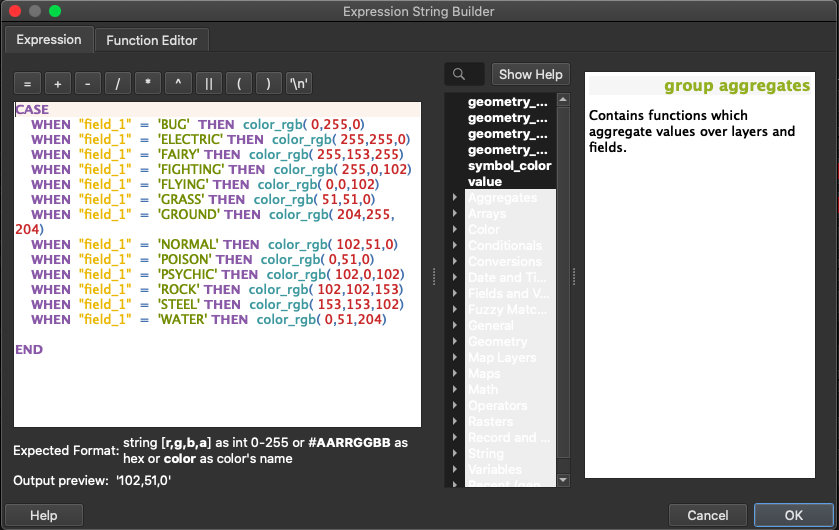 Expression String Builder
Expression
Function Editor
= + - / * ^ || ( ) '\n'
CASE
WHEN "field_1" = 'BUG' THEN color_rgb( 0,255,0)
WHEN "field_1" = 'ELECTRIC' THEN color_rgb( 255,255,0)
WHEN "field_1" = 'FAIRY' THEN color_rgb( 255,153,255)
WHEN "field_1" = 'FIGHTING' THEN color_rgb( 255,0,102)
WHEN "field_1" = 'FLYING' THEN color_rgb( 0,0,102)
WHEN "field_1" = 'GRASS' THEN color_rgb( 51,51,0)
WHEN "field_1" = 'GROUND' THEN color_rgb( 204,255,
204)
WHEN "field_1" = 'NORMAL' THEN color_rgb( 102,51,0)
WHEN "field_1" = 'POISON' THEN color_rgb( 0,51,0)
WHEN "field_1" = 'PSYCHIC' THEN color_rgb( 102,0,102)
WHEN "field_1" = 'ROCK' THEN color_rgb( 102,102,153)
WHEN "field_1" = 'STEEL' THEN color_rgb( 153,153,102)
WHEN "field_1" = 'WATER' THEN color_rgb( 0,51,204)
END
Expected Format: string [r,g,b,a] as int 0-255 or #AARRGGBB as
hex or color as color's name
Output preview: '102,51,0'
Show Help
geometry_...
geometry_...
geometry_...
geometry_...
symbol_color
value
Aggregates
Arrays
Color
Conditionals
Conversions
Date and Ti...
Fields and V...
Fuzzy Matc...
General
Geometry
Map Layers
Maps
Math
Operators
Rasters
Record and ...
String
Variables
group aggregates
Contains functions which
aggregate values over layers and
fields.
Help
Cancel
OK